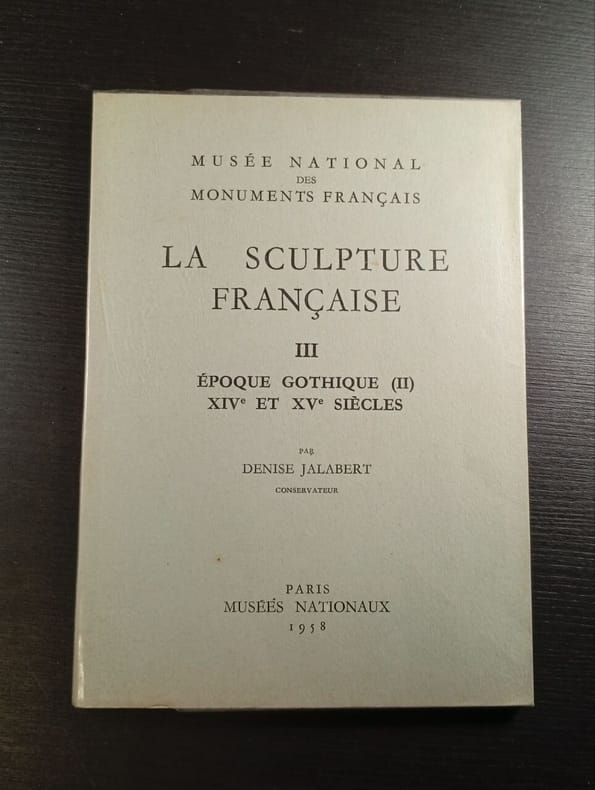 MUSÉE NATIONAL
DES
MONUMENTS FRANÇAIS
LA SCULPTURE
FRANÇAISE
III
ÉPOQUE GOTHIQUE (II)
XIVe ET XVe SIÈCLES
PAR
DENISE JALABERT
CONSERVATEUR
PARIS
MUSÉES NATIONAUX
1958